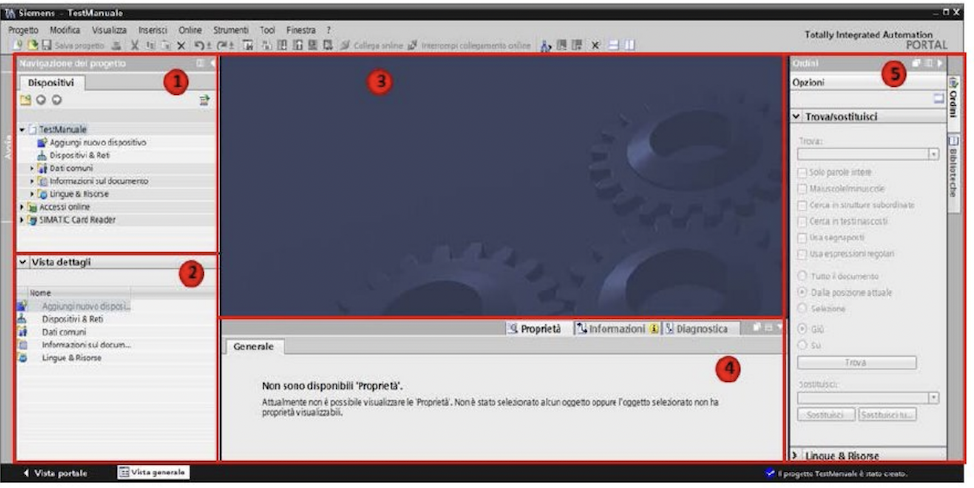 Siemens - TestManuale
Progetto Modifica Visualizza Inserisci Online Strumenti Tool Finestra ?
Totally Integrated Automation
PORTAL
Salva progetto
Collega online
Interrompi collegamento online
Navigazione del progetto
1
Dispositivi
TestManuale
Aggiungi nuovo dispositivo
Dispositivi & Reti
Dati comuni
Informazioni sul documento
Lingue & Risorse
Accessi online
SIMATIC Card Reader
Vista dettagli
2
Nome
Aggiungi nuovo disposi...
Dispositivi & Reti
Dati comuni
Informazioni sul docum...
Lingue & Risorse
3
Proprietà
Informazioni
Diagnostica
Generale
4
Non sono disponibili 'Proprietà'.
Attualmente non è possibile visualizzare le 'Proprietà'. Non è stato selezionato alcun oggetto oppure l'oggetto selezionato non ha
proprietà visualizzabili.
Ordini
5
Opzioni
Trova/sostituisci
Trova:
Solo parole intere
Maiuscole/minuscole
Cerca in strutture subordinate
Cerca in testi nascosti
Usa segnaposti
Usa espressioni regolari
Tutto il documento
Dalla posizione attuale
Selezione
Giù
Su
Trova
Sostituisci:
Sostituisci
Sostituisci tu...
Lingue & Risorse
Ordini
Biblioteche
Avvia
Vista portale
Vista generale
Il progetto TestManuale è stato creato.